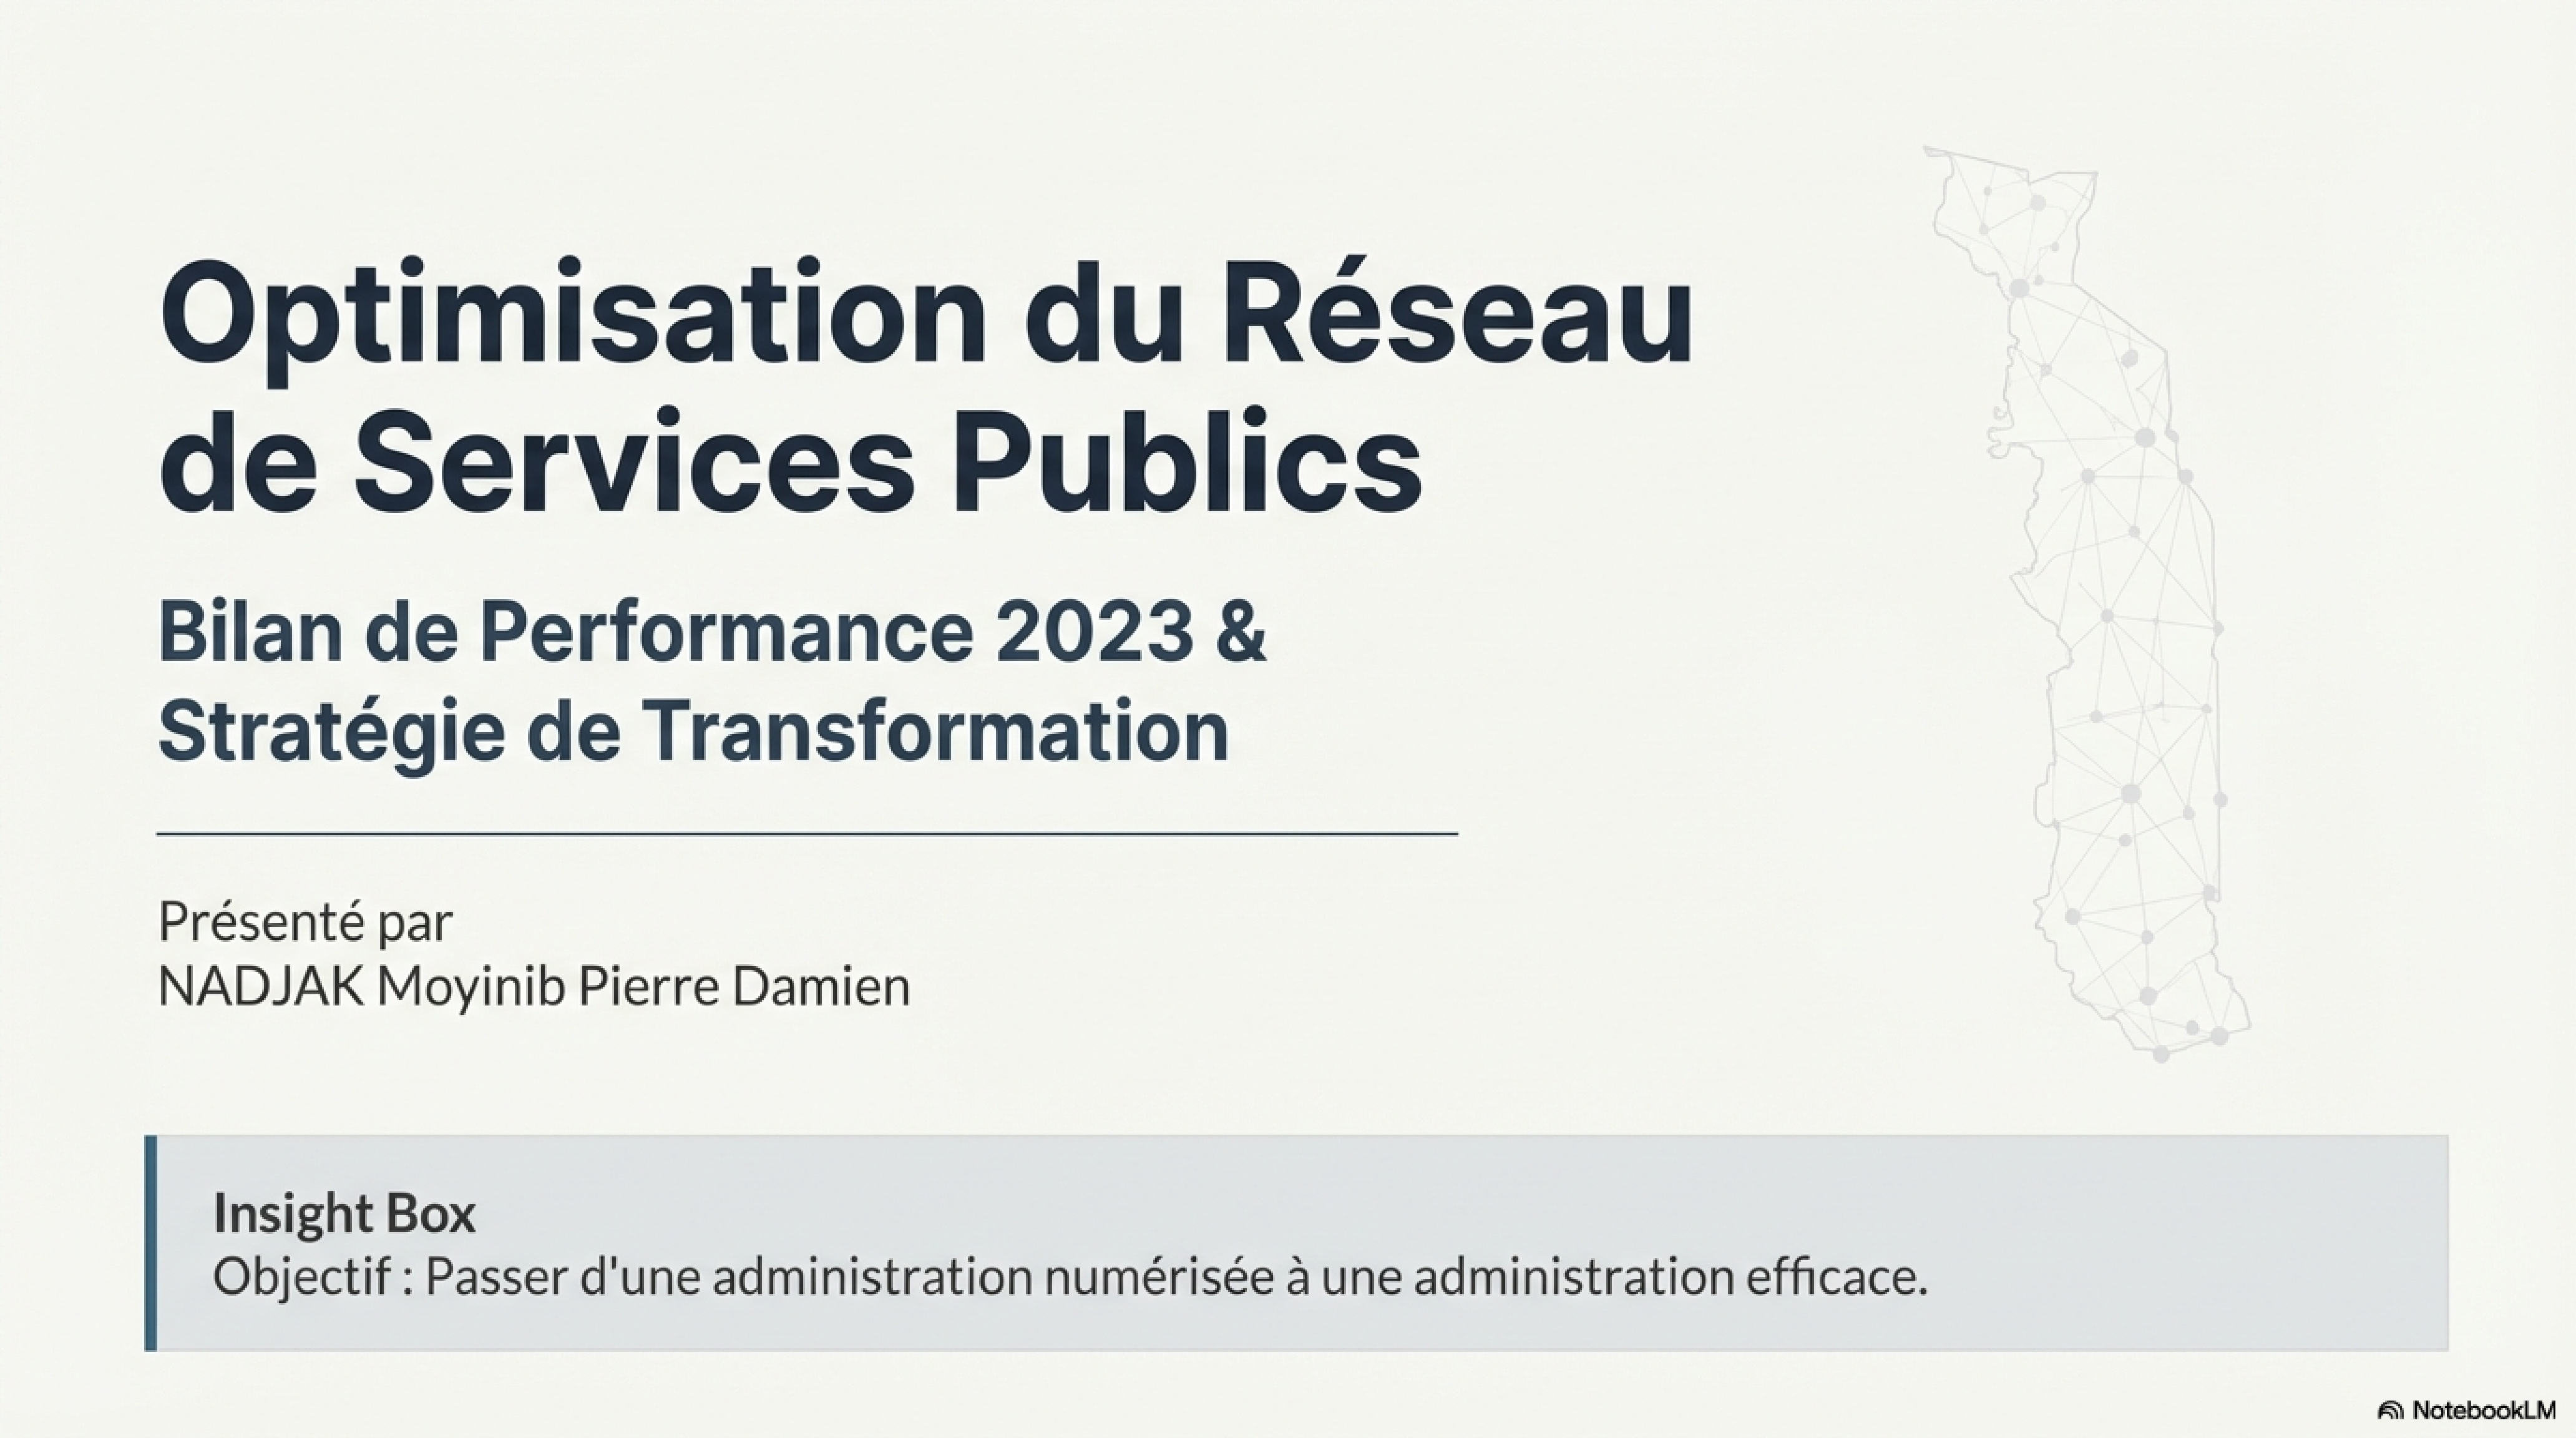 Optimisation du Réseau
de Services Publics
Bilan de Performance 2023 &
Stratégie de Transformation
Présenté par
NADJAK Moyinib Pierre Damien
Insight Box
Objectif : Passer d'une administration numérisée à une administration efficace.
NotebookLM